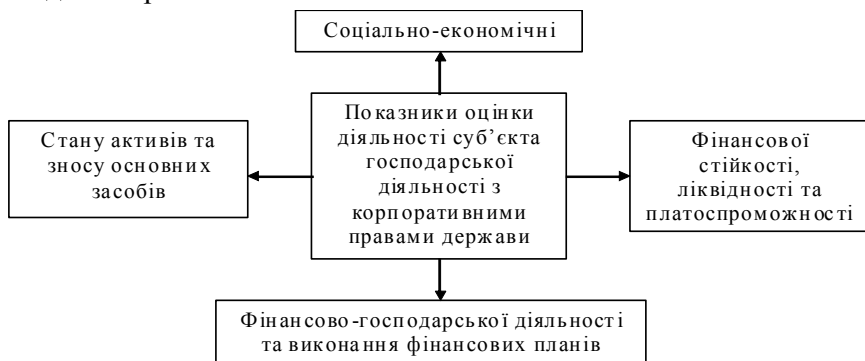 Соціально-економічні
Показники оцінки
діяльності суб’єкта
господарської
діяльності з
корпоративними
правами держави
Стану активів та
зносу основних
засобів
Фінансової
стійкості,
ліквідності та
платоспроможності
Фінансово-господарської діяльності
та виконання фінансових планів